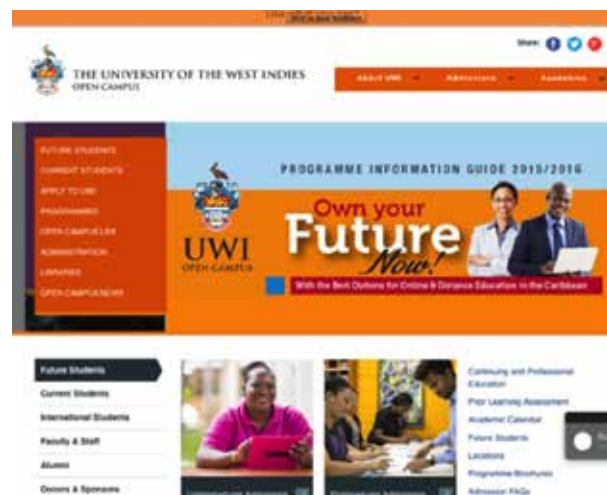 Share:
THE UNIVERSITY OF THE WEST INDIES
OPEN CAMPUS
About UWI
Admissions
Academics
FUTURE STUDENTS
CURRENT STUDENTS
APPLY TO UWI
PROGRAMMES
OPEN CAMPUS LIFE
ADMINISTRATION
LIBRARIES
OPEN CAMPUS NEWS
PROGRAMME INFORMATION GUIDE 2015/2016
UWI
OPEN CAMPUS
Own your
Future
Now!
With the Best Options for Online & Distance Education in the Caribbean
Future Students
Current Students
International Students
Faculty & Staff
Alumni
Donors & Sponsors
Continuing and Professional
Education
Prior Learning Assessment
Academic Calendar
Future Students
Locations
Programme Brochures
Admission FAQs